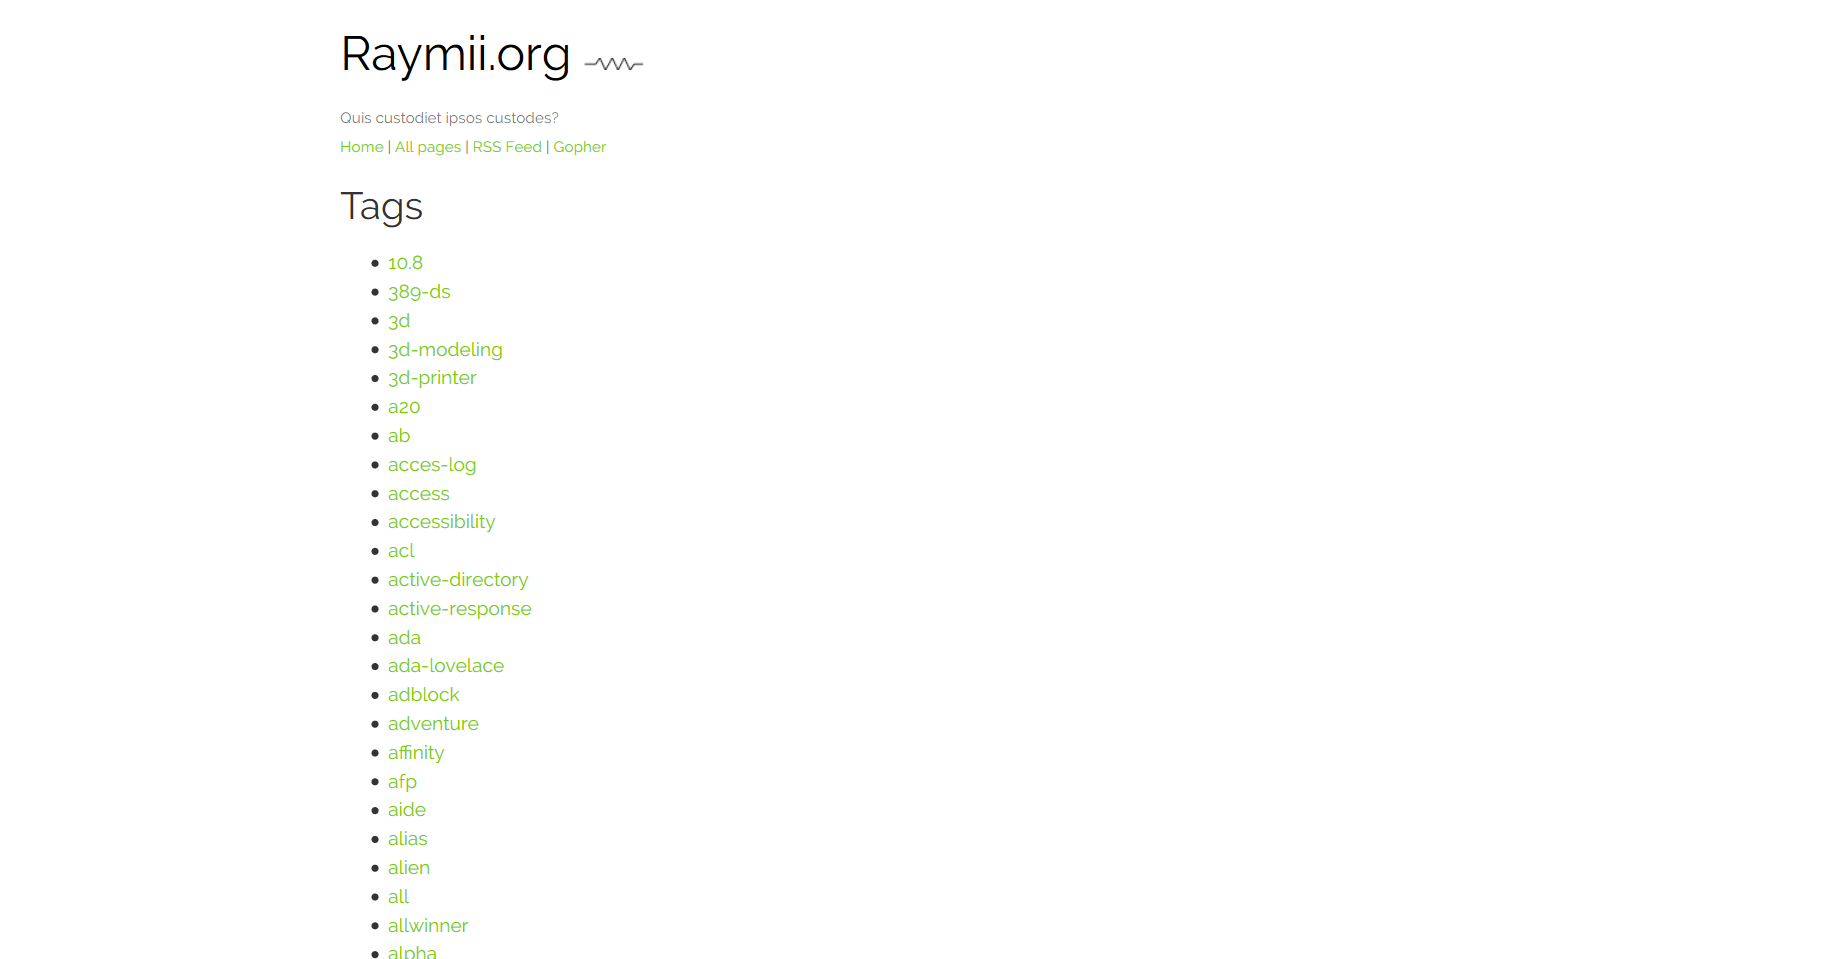 Raymii.org
Quis custodiet ipsos custodes?
Home | All pages | RSS Feed | Gopher
Tags
10.8
389-ds
3d
3d-modeling
3d-printer
a20
ab
acces-log
access
accessibility
acl
active-directory
active-response
ada
ada-lovelace
adblock
adventure
affinity
afp
aide
alias
alien
all
allwinner
alpha